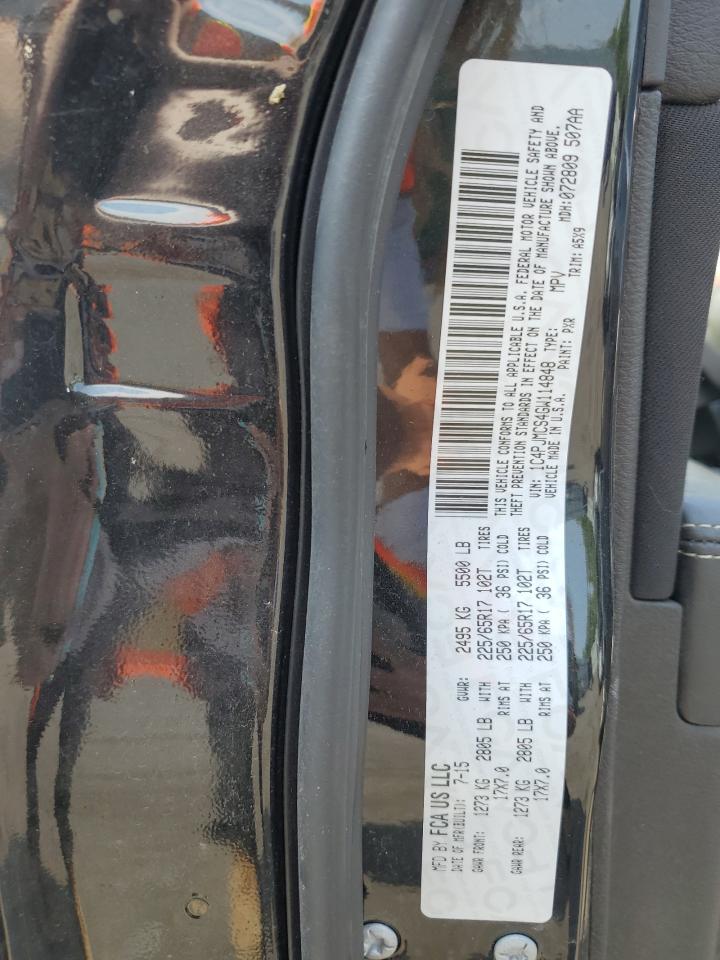 MFD BY FCA US LLC
DATE OF MFR(BUILT): 7-15 GVWR: 2495 KG 5500 LB
GAWR FRONT: 1273 KG 2805 LB WITH 225/65R17 102T TIRES
17X7.0 RIMS AT 250 KPA ( 36 PSI) COLD
GAWR REAR: 1273 KG 2805 LB WITH 225/65R17 102T TIRES
17X7.0 RIMS AT 250 KPA ( 36 PSI) COLD
THIS VEHICLE CONFORMS TO ALL APPLICABLE U.S.A. FEDERAL MOTOR VEHICLE SAFETY AND
THEFT PREVENTION STANDARDS IN EFFECT ON THE DATE OF MANUFACTURE SHOWN ABOVE.
VIN: 1C4PJMCS4GW114848 TYPE: MPV MDH:072809 507AA
VEHICLE MADE IN U.S.A. PAINT: PXR TRIM: A5X9